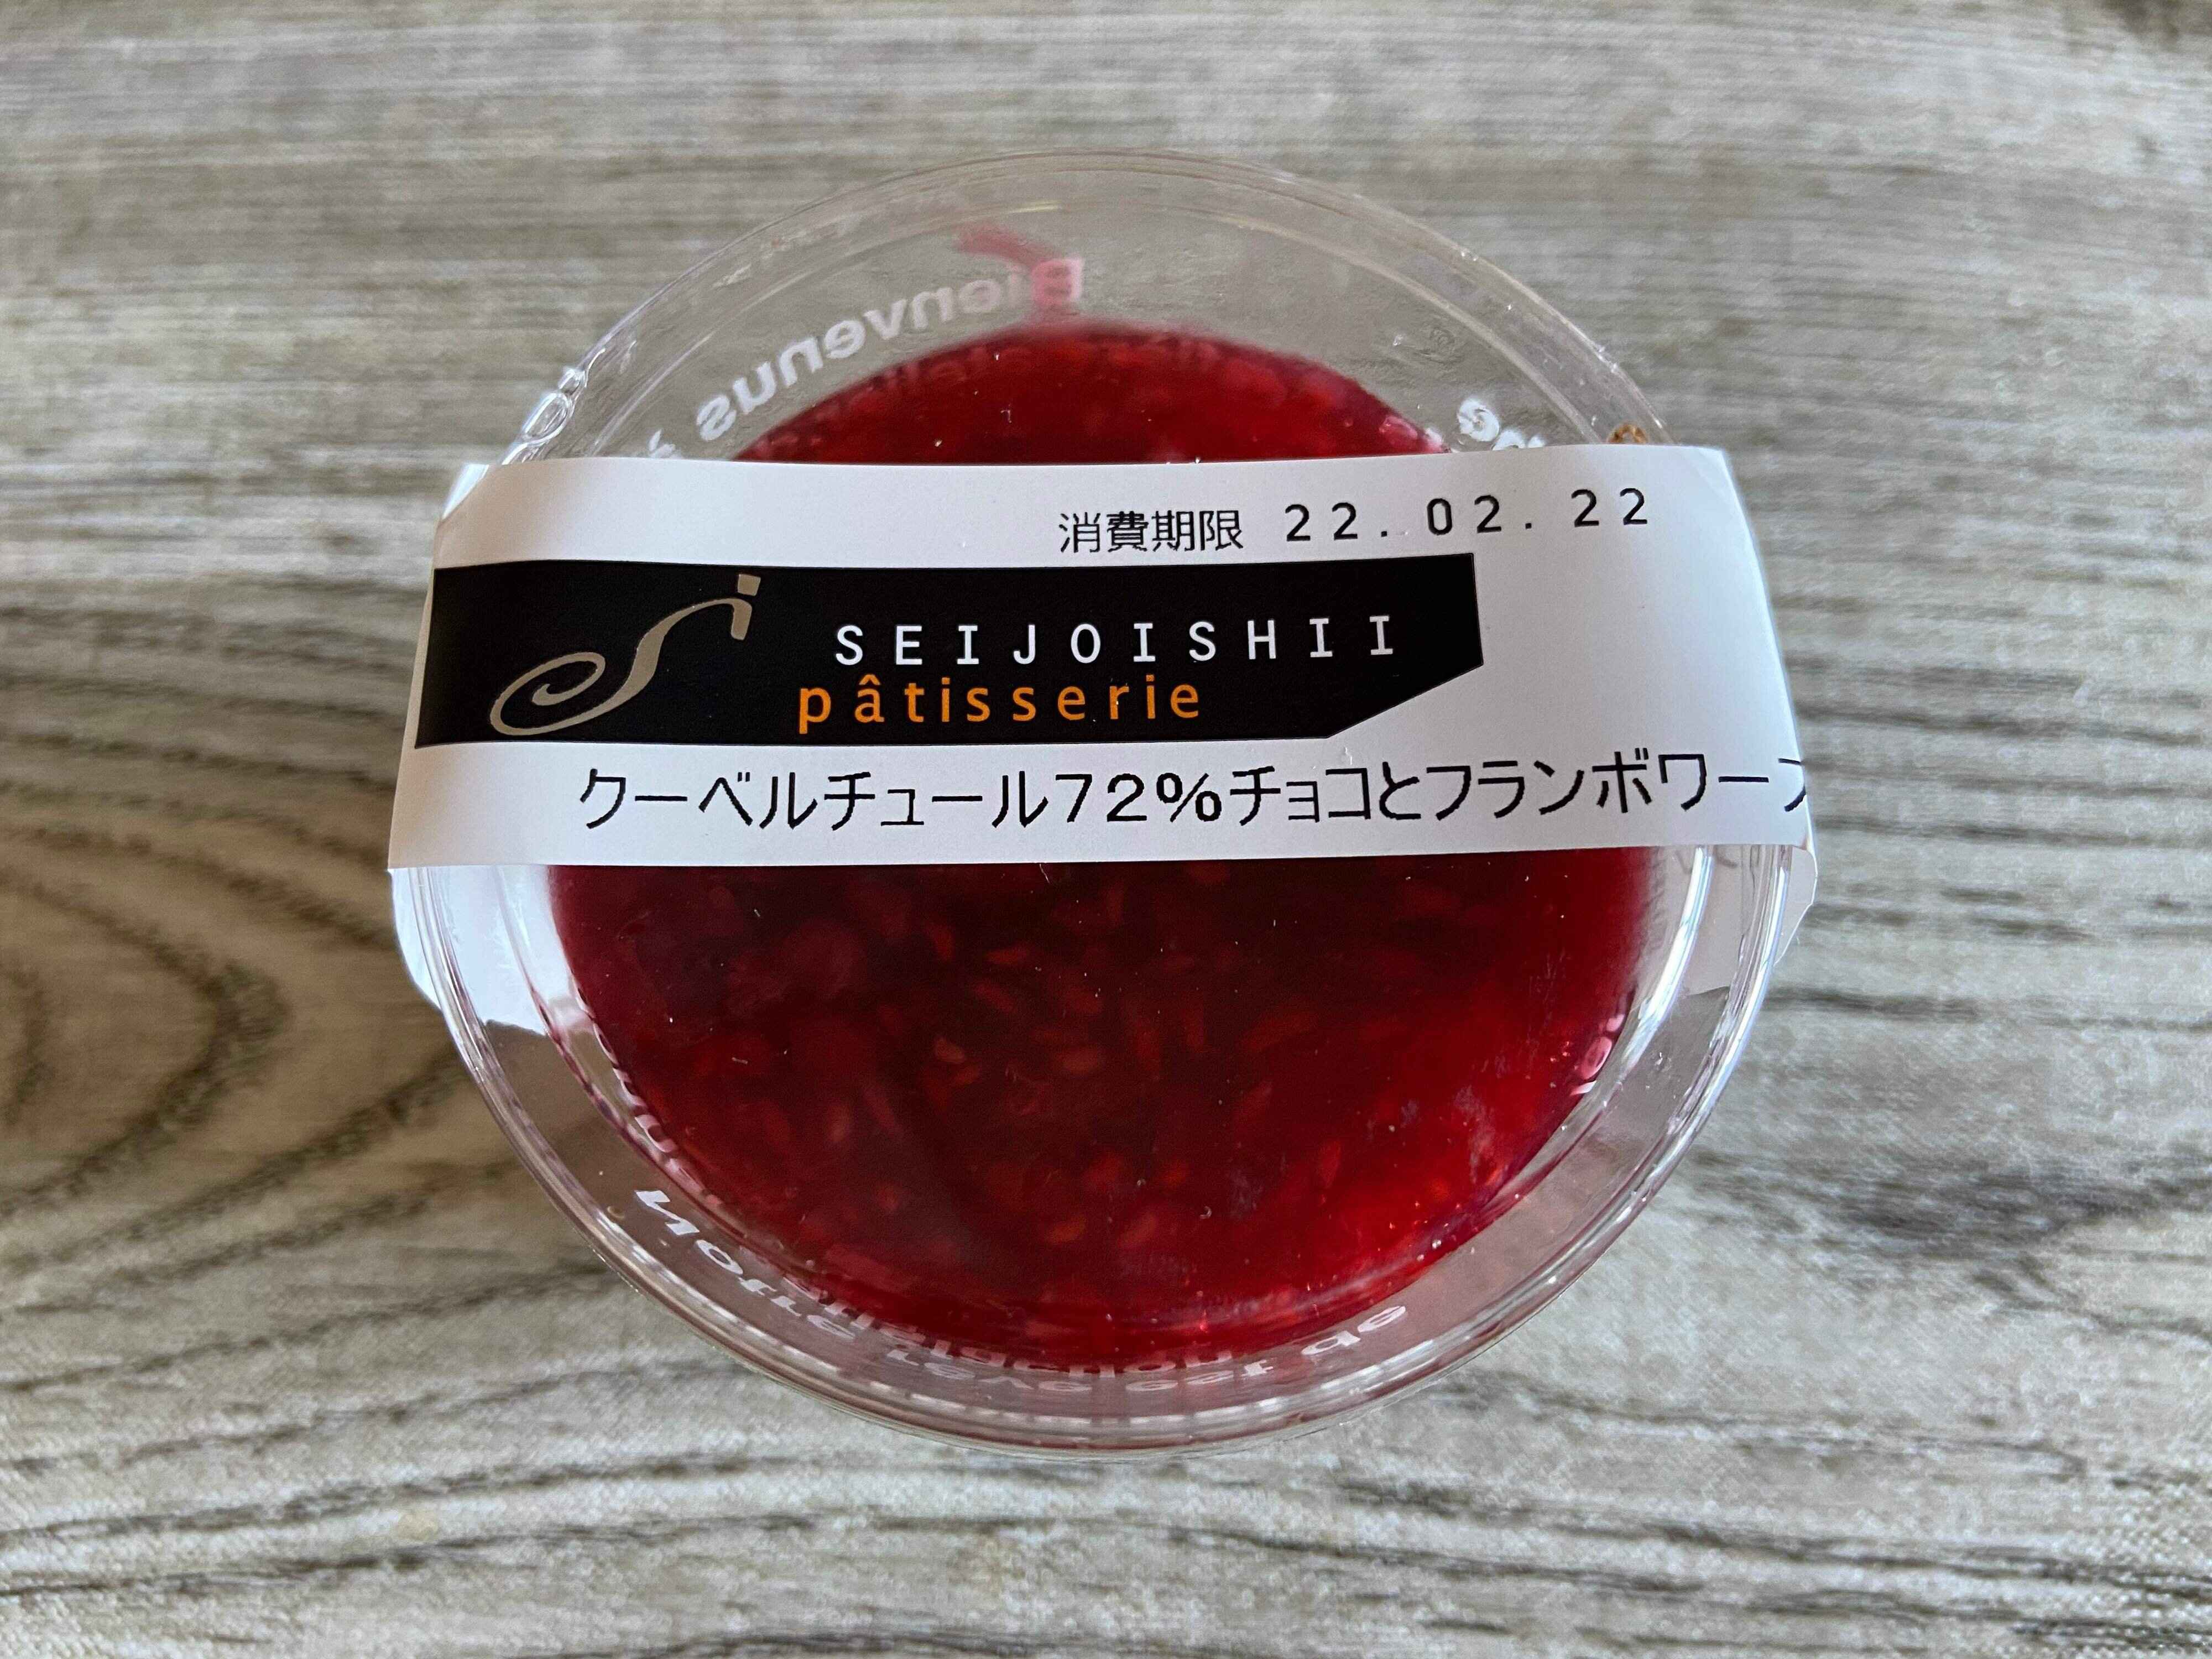 Bienvenus
消費期限 22.02.22
SEIJOISHII
pâtisserie
クーベルチュール72%チョコとフランボワーズ